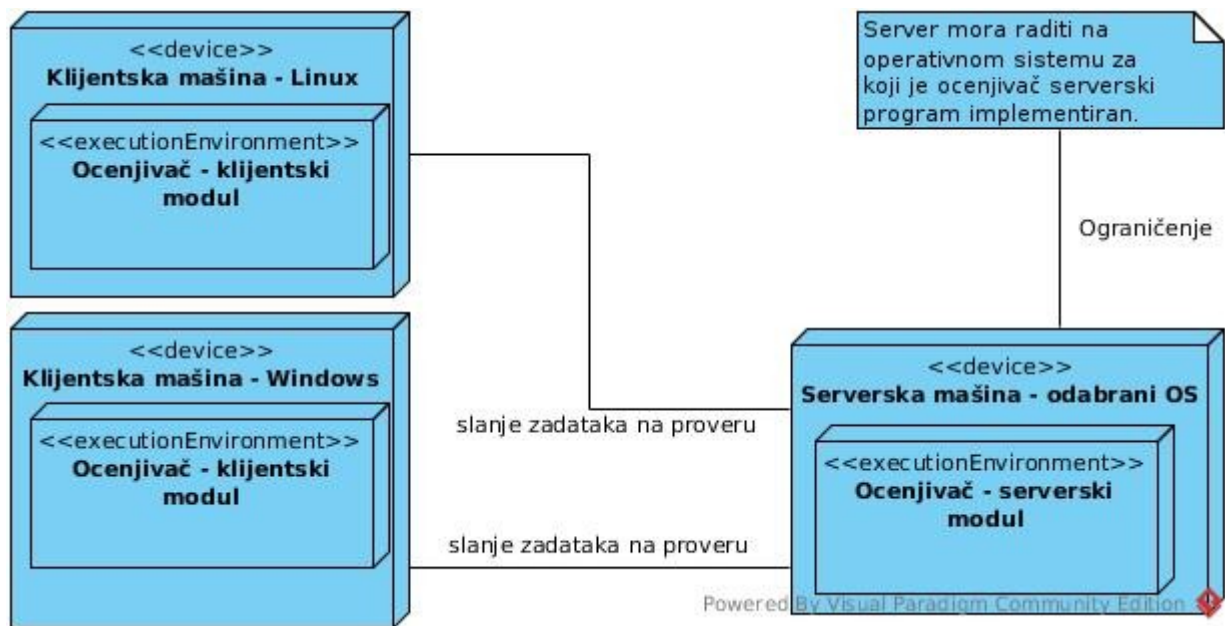 <<device>>
Klijentska mašina - Linux
<<executionEnvironment>>
Ocenjivač - klijentski
modul
Server mora raditi na
operativnom sistemu za
koji je ocenjivač serverski
program implementiran.
Ograničenje
<<device>>
Klijentska mašina - Windows
<<executionEnvironment>>
Ocenjivač - klijentski
modul
slanje zadataka na proveru
slanje zadataka na proveru
<<device>>
Serverska mašina - odabrani OS
<<executionEnvironment>>
Ocenjivač - serverski
modul
Powered By Visual Paradigm Community Edition